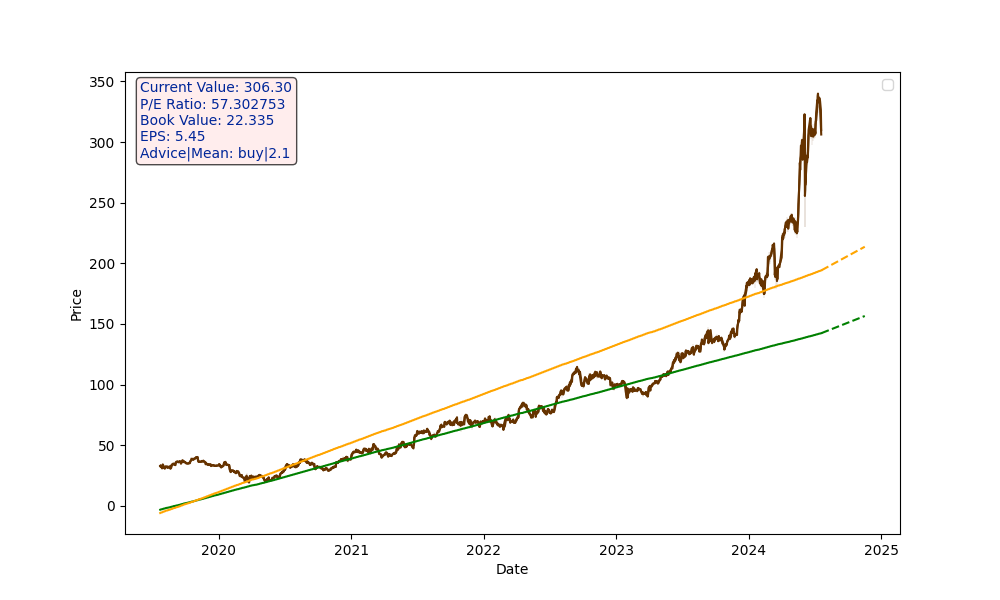 Current Value: 306.30
P/E Ratio: 57.302753
Book Value: 22.335
EPS: 5.45
Advice|Mean: buy|2.1
350
300
250
200
150
100
50
0
Price
2020 2021 2022 2023 2024 2025
Date